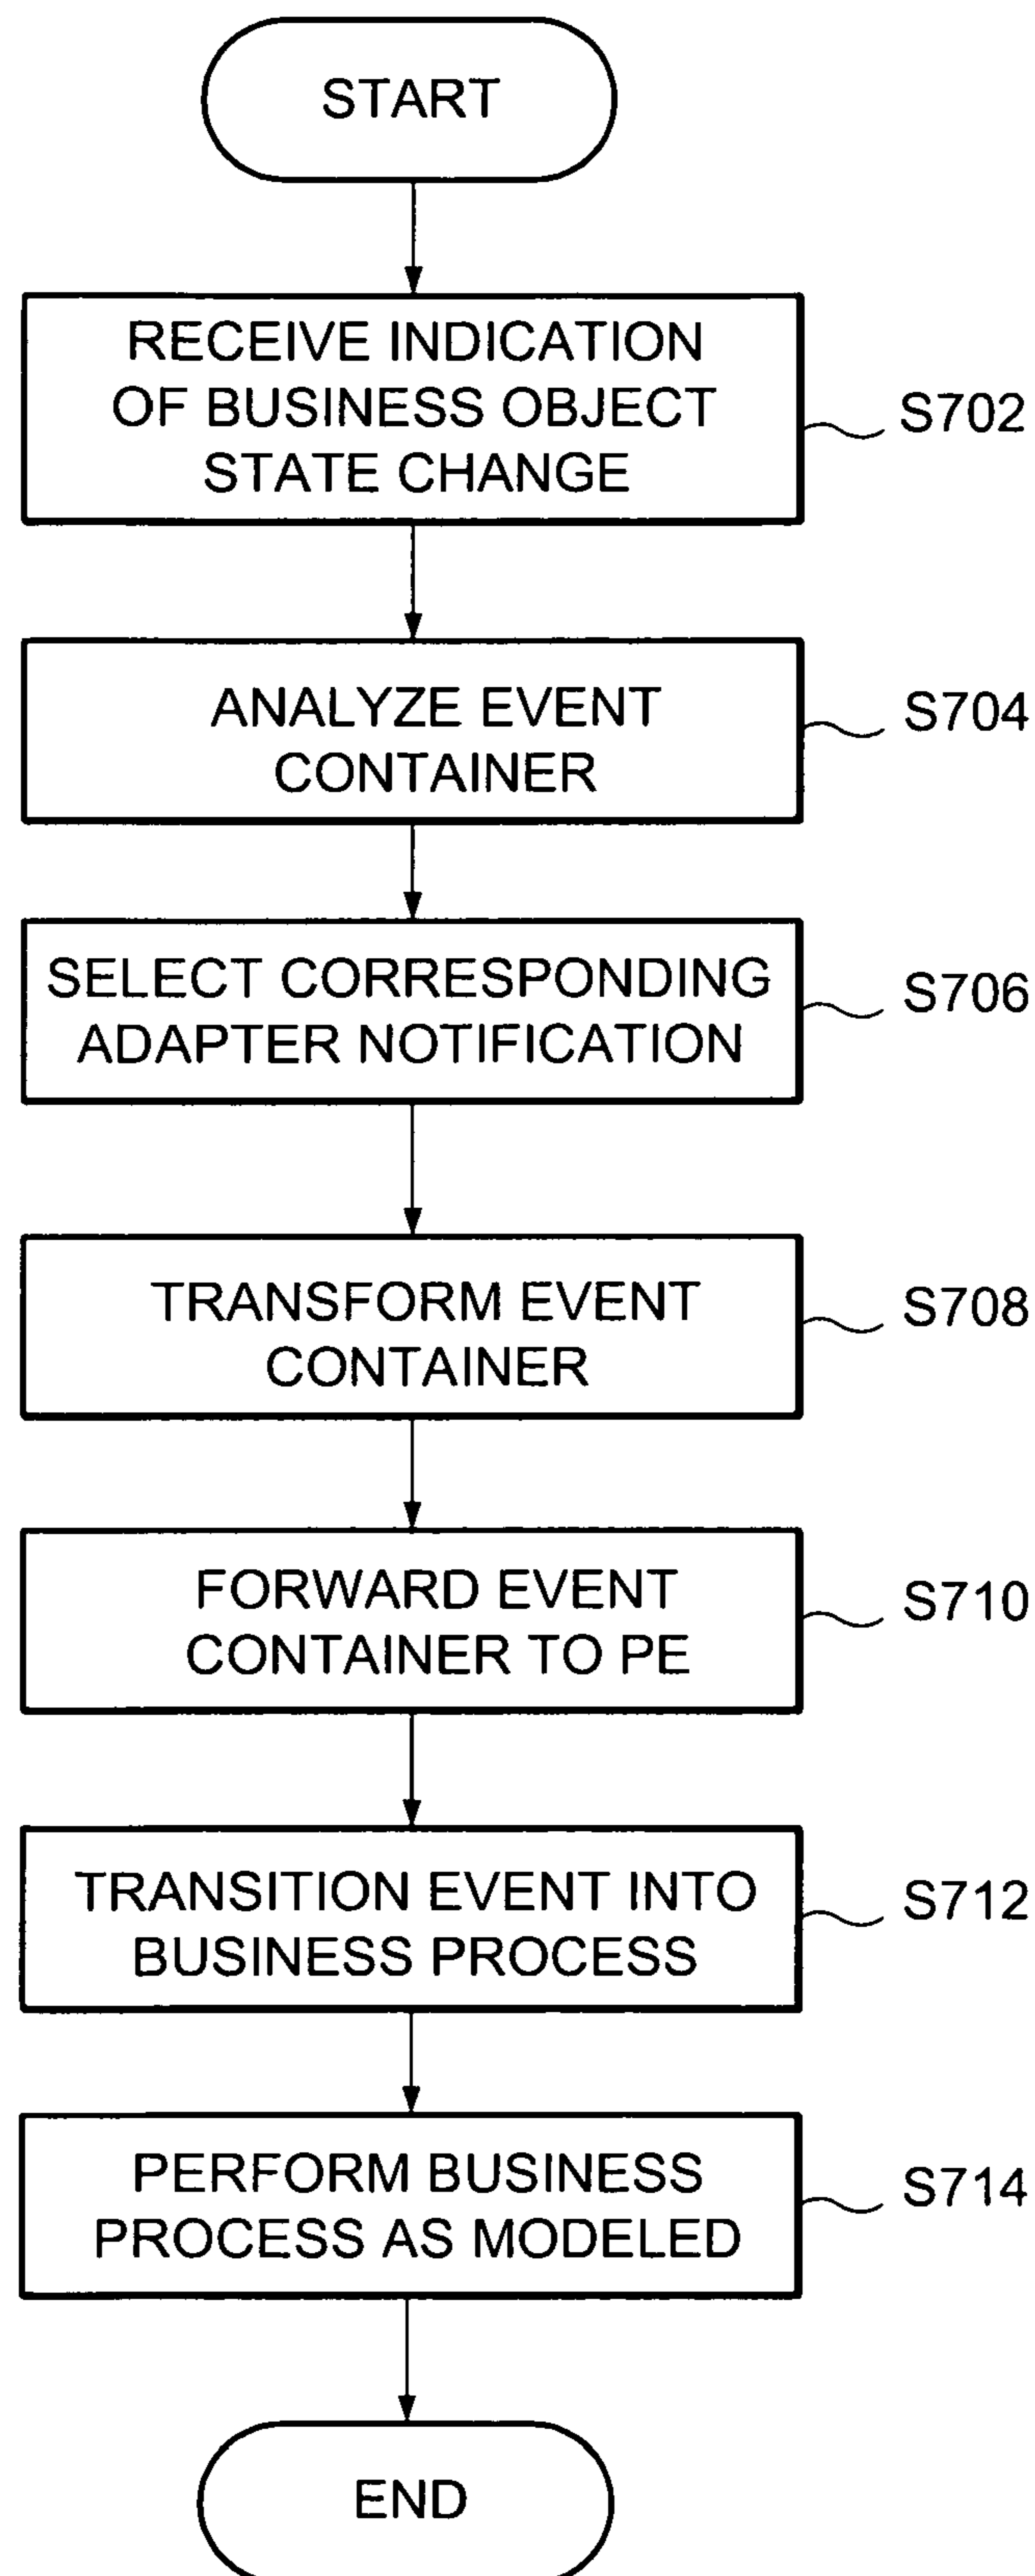 START
RECEIVE INDICATION
OF BUSINESS OBJECT
STATE CHANGE
S702
ANALYZE EVENT
CONTAINER
S704
SELECT CORRESPONDING
ADAPTER NOTIFICATION
S706
TRANSFORM EVENT
CONTAINER
S708
FORWARD EVENT
CONTAINER TO PE
S710
TRANSITION EVENT INTO
BUSINESS PROCESS
S712
PERFORM BUSINESS
PROCESS AS MODELED
S714
END